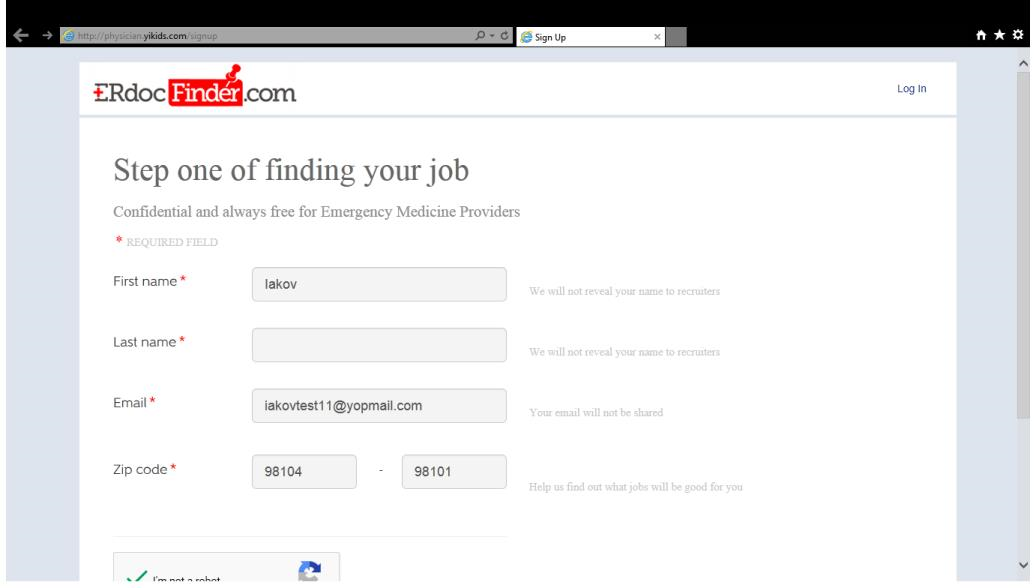 http://physician.yikids.com/signup
Sign Up
ERdocFinder.com
Log In
Step one of finding your job
Confidential and always free for Emergency Medicine Providers
* REQUIRED FIELD
First name *
Iakov
We will not reveal your name to recruiters
Last name *
We will not reveal your name to recruiters
Email *
iakovtest11@yopmail.com
Your email will not be shared
Zip code *
98104 - 98101
Help us find out what jobs will be good for you
I'm not a robot